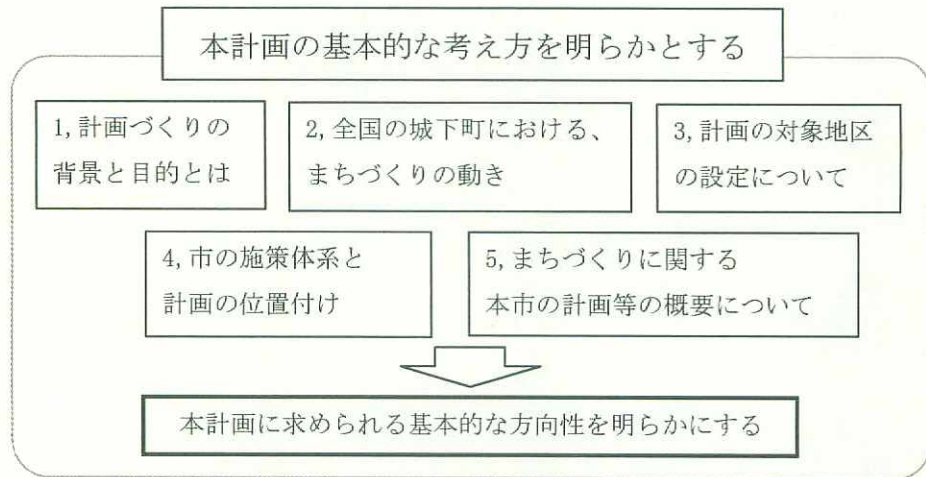 本計画の基本的な考え方を明らかとする
1,計画づくりの
背景と目的とは
2,全国の城下町における、
まちづくりの動き
3,計画の対象地区
の設定について
4,市の施策体系と
計画の位置付け
5,まちづくりに関する
本市の計画等の概要について
本計画に求められる基本的な方向性を明らかにする